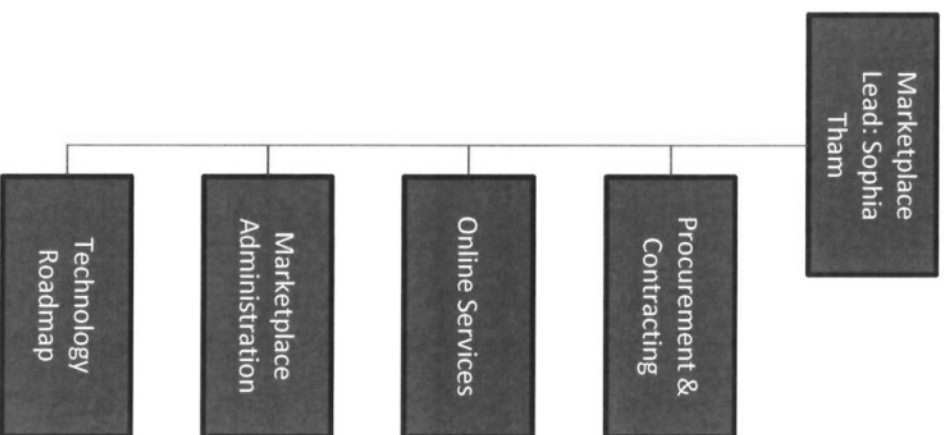 Marketplace
Lead: Sophia
Tham
Procurement &
Contracting
Online Services
Marketplace
Administration
Technology
Roadmap